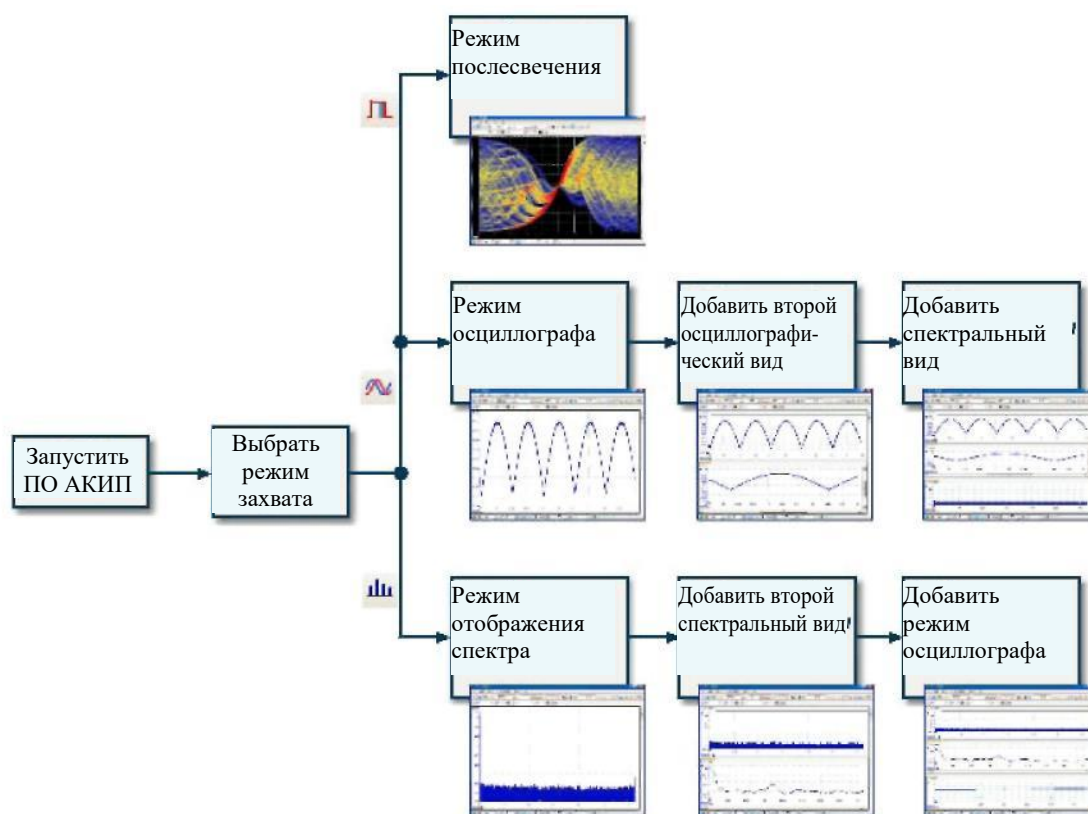 Режим
послесвечения
Режим
осциллографа
Добавить второй
осциллографи-
ческий вид
Добавить
спектральный
вид
Запустить
ПО АКИП
Выбрать
режим
захвата
Режим
отображения
спектра
Добавить второй
спектральный вид
Добавить
режим
осциллографа